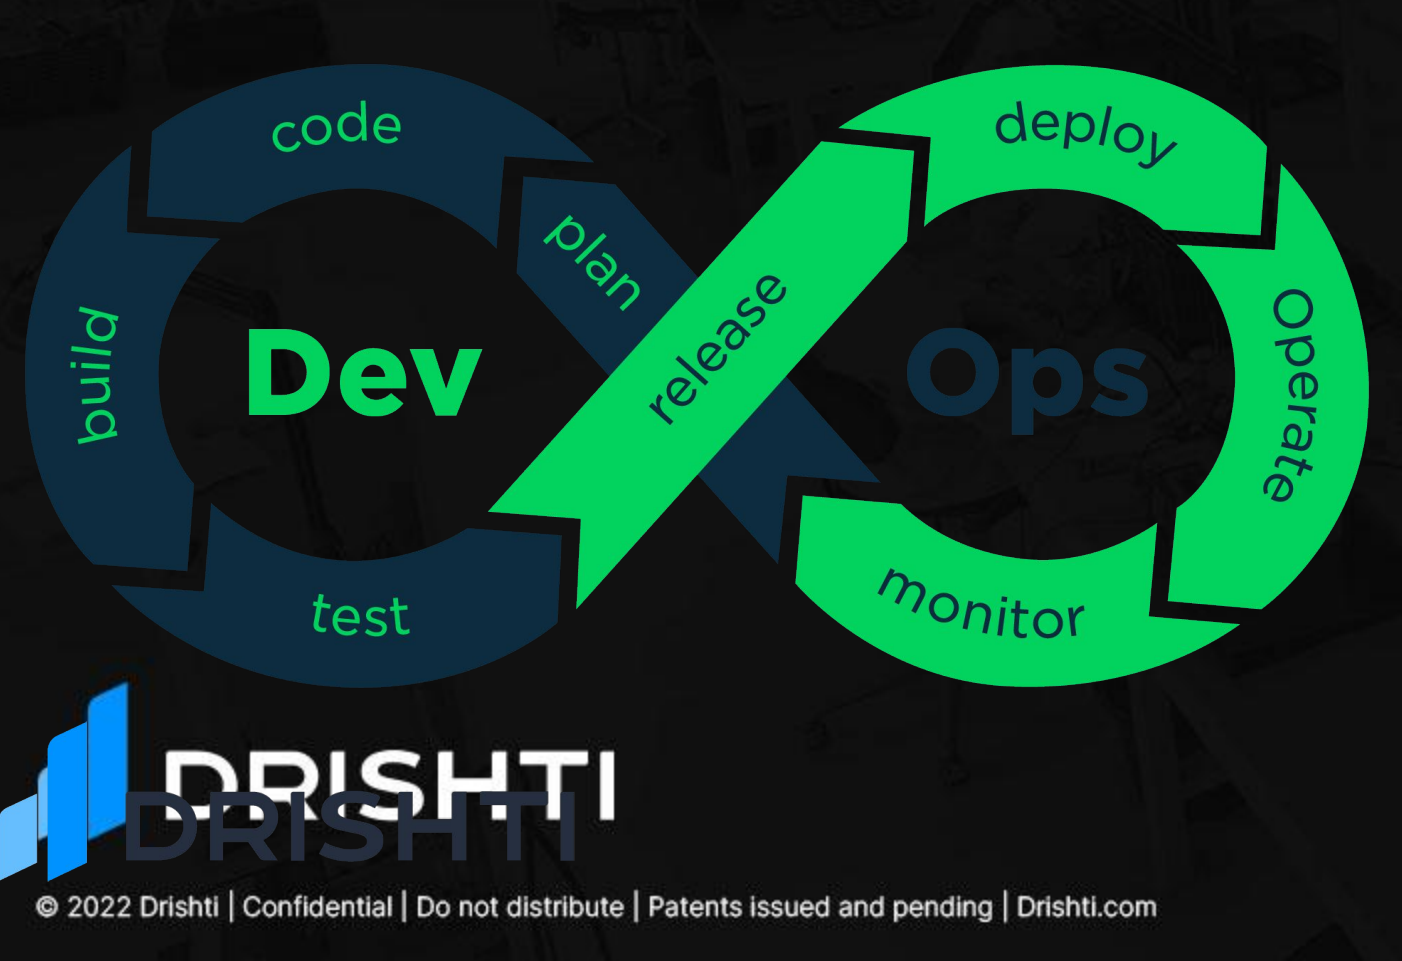 code
deploy
plan
build
Dev
release
Ops
Operate
test
monitor
DRISHTI
DRISHTI
© 2022 Drishti | Confidential | Do not distribute | Patents issued and pending | Drishti.com